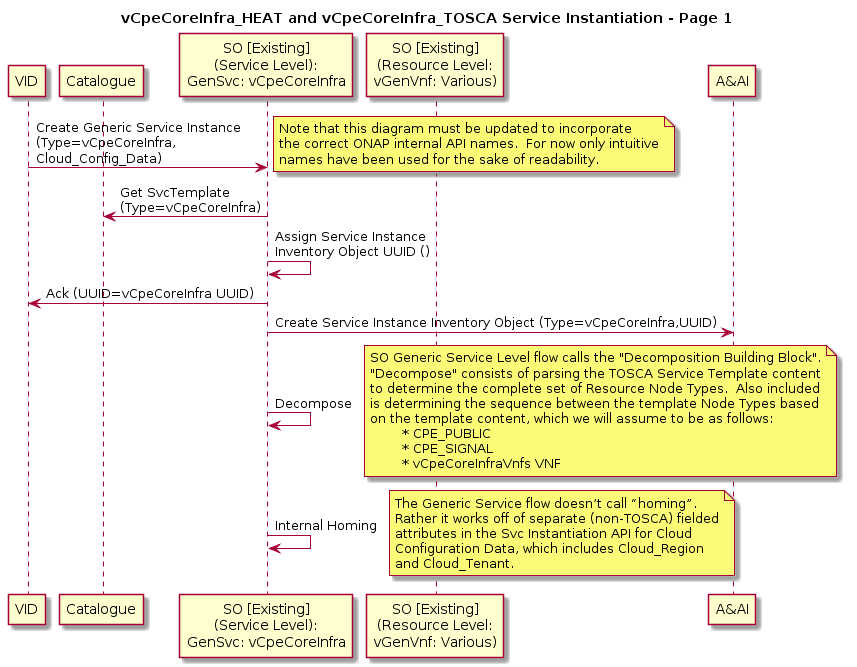 vCpeCoreInfra_HEAT and vCpeCoreInfra_TOSCA Service Instantiation - Page 1
VID
Catalogue
SO [Existing]
(Service Level):
GenSvc: vCpeCoreInfra
SO [Existing]
(Resource Level:
vGenVnf: Various)
A&AI
Create Generic Service Instance
(Type=vCpeCoreInfra,
Cloud_Config_Data)
Note that this diagram must be updated to incorporate
the correct ONAP internal API names.  For now only intuitive
names have been used for the sake of readability.
Get SvcTemplate
(Type=vCpeCoreInfra)
Assign Service Instance
Inventory Object UUID ()
Ack (UUID=vCpeCoreInfra UUID)
Create Service Instance Inventory Object (Type=vCpeCoreInfra,UUID)
Decompose
SO Generic Service Level flow calls the "Decomposition Building Block".
"Decompose" consists of parsing the TOSCA Service Template content
to determine the complete set of Resource Node Types.  Also included
is determining the sequence between the template Node Types based
on the template content, which we will assume to be as follows:
* CPE_PUBLIC
* CPE_SIGNAL
* vCpeCoreInfraVnfs VNF
Internal Homing
The Generic Service flow doesn’t call “homing”.
Rather it works off of separate (non-TOSCA) fielded
attributes in the Svc Instantiation API for Cloud
Configuration Data, which includes Cloud_Region
and Cloud_Tenant.
VID
Catalogue
SO [Existing]
(Service Level):
GenSvc: vCpeCoreInfra
SO [Existing]
(Resource Level:
vGenVnf: Various)
A&AI